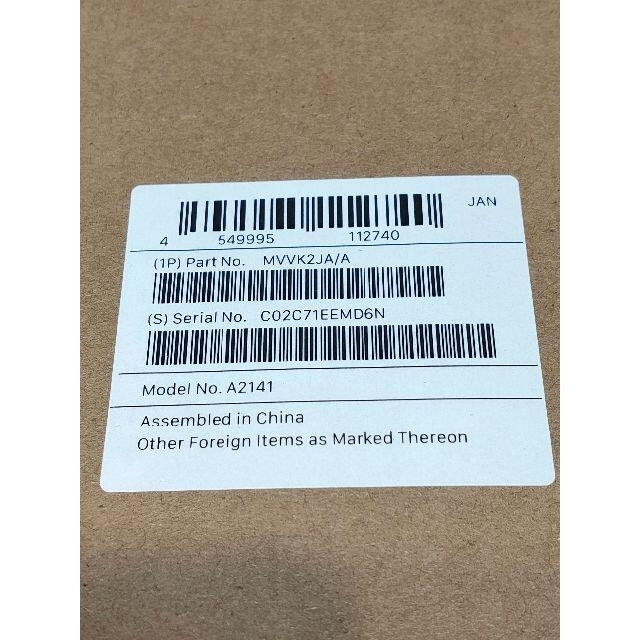 JAN
4 549995 112740
(1P) Part No. MVVK2JA/A
(S) Serial No. C02C71EEMD6N
Model No. A2141
Assembled in China
Other Foreign Items as Marked Thereon